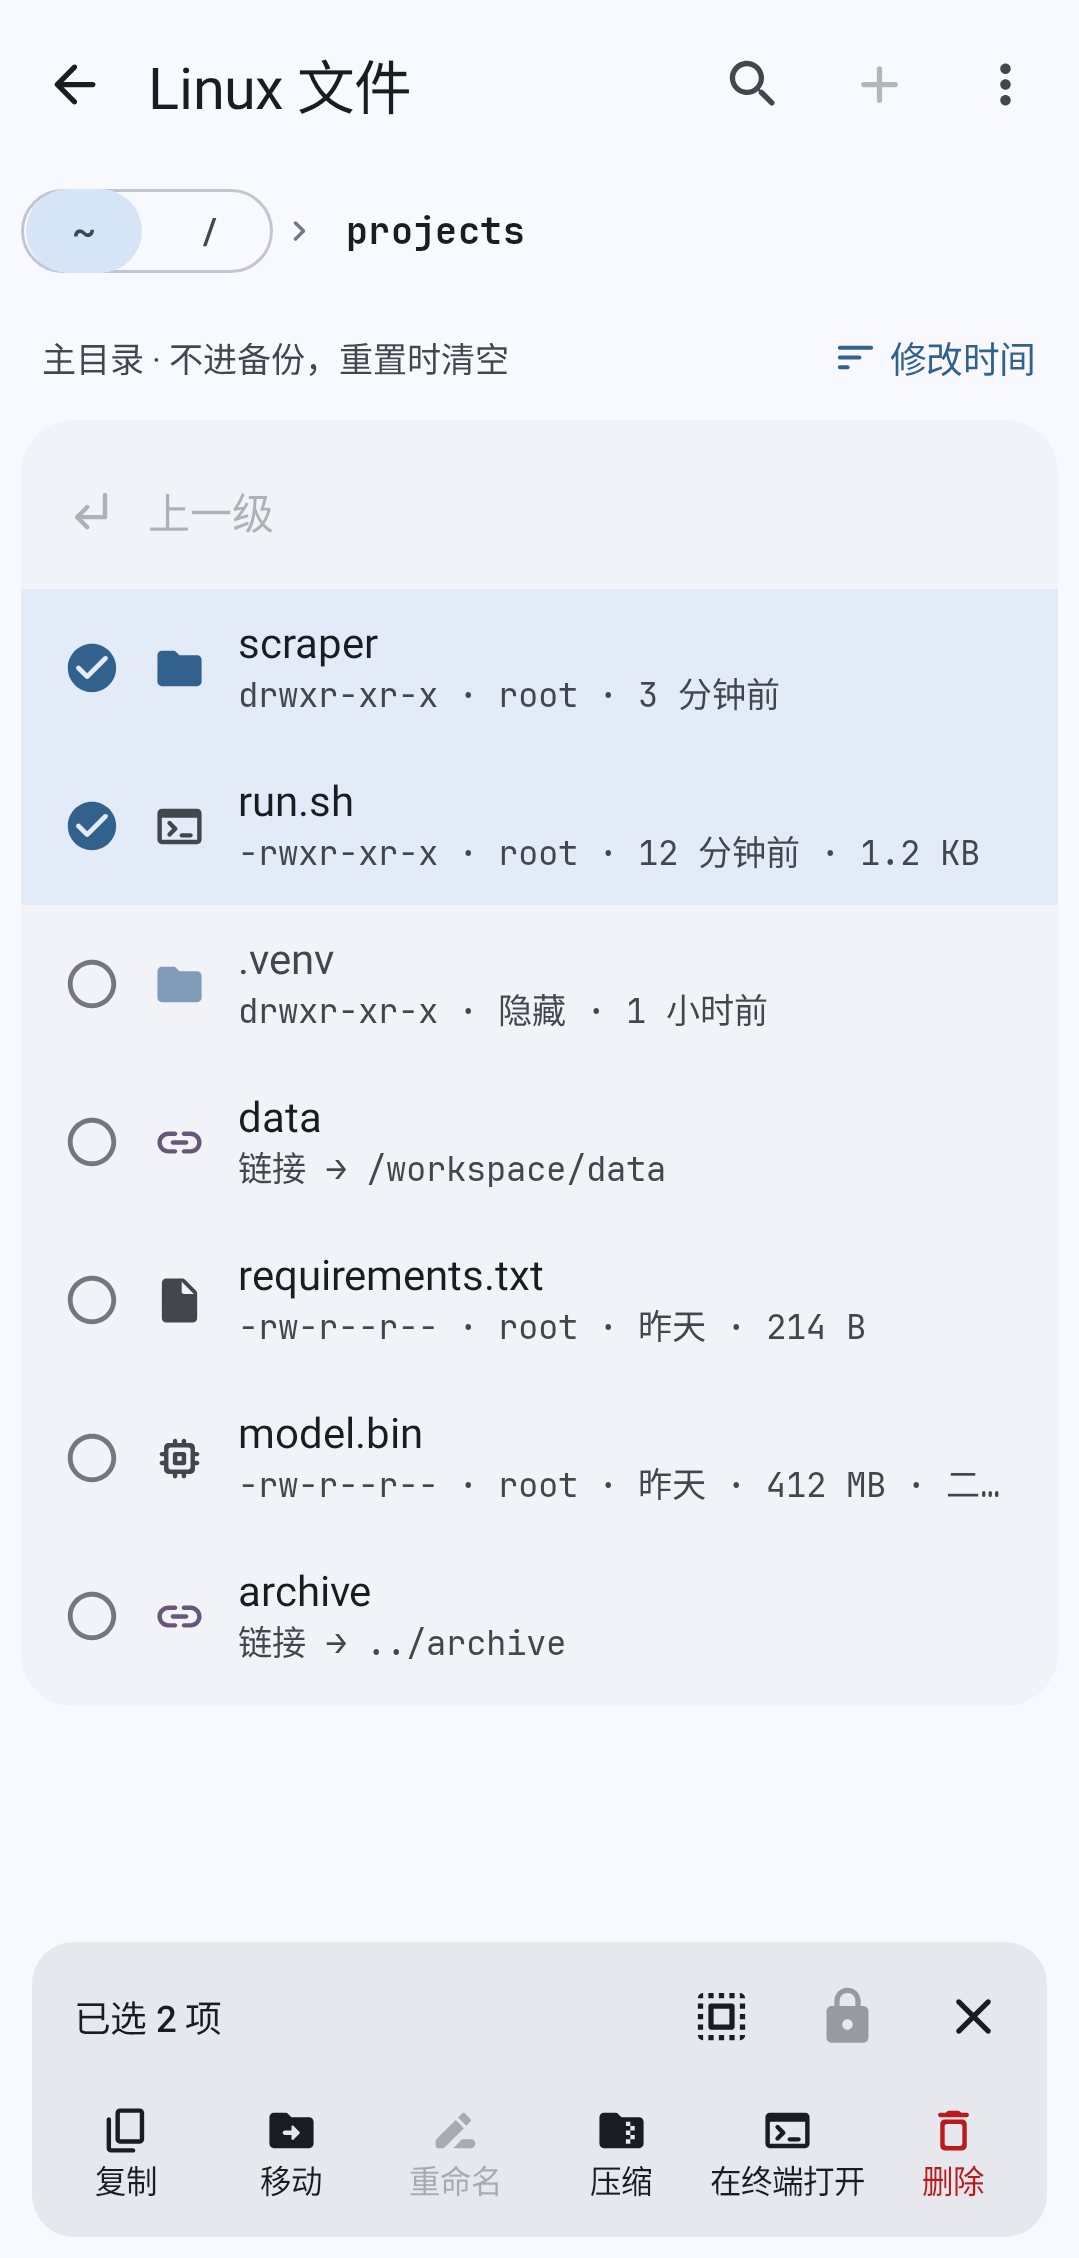 Linux 文件
~ / › projects
主目录 · 不进备份，重置时清空
修改时间
上一级
scraper
drwxr-xr-x · root · 3 分钟前
run.sh
-rwxr-xr-x · root · 12 分钟前 · 1.2 KB
.venv
drwxr-xr-x · 隐藏 · 1 小时前
data
链接 → /workspace/data
requirements.txt
-rw-r--r-- · root · 昨天 · 214 B
model.bin
-rw-r--r-- · root · 昨天 · 412 MB · 二…
archive
链接 → ../archive
已选 2 项
复制 移动 重命名 压缩 在终端打开 删除